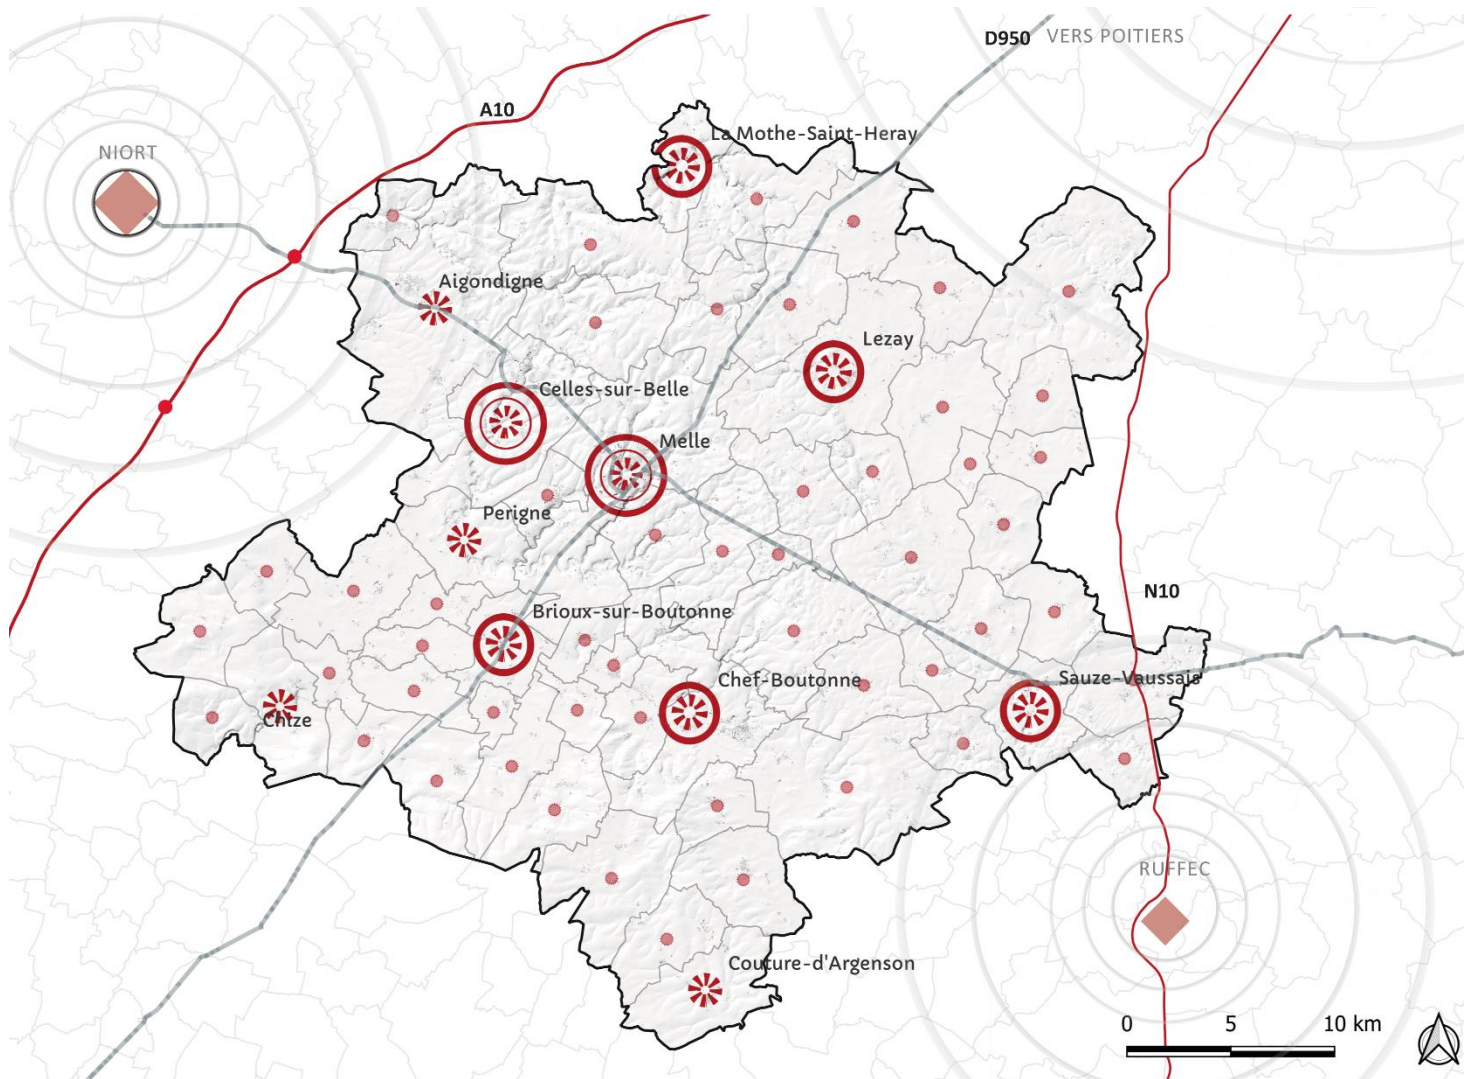 D950 VERS POITIERS
A10
La Mothe-Saint-Heray
NIORT
Aigondigne
Lezay
Celles-sur-Belle
Melle
Perigne
N10
Brioux-sur-Boutonne
Chef-Boutonne
Sauze-Vaussais
Chize
RUFFEC
Couture-d'Argenson
0 5 10 km